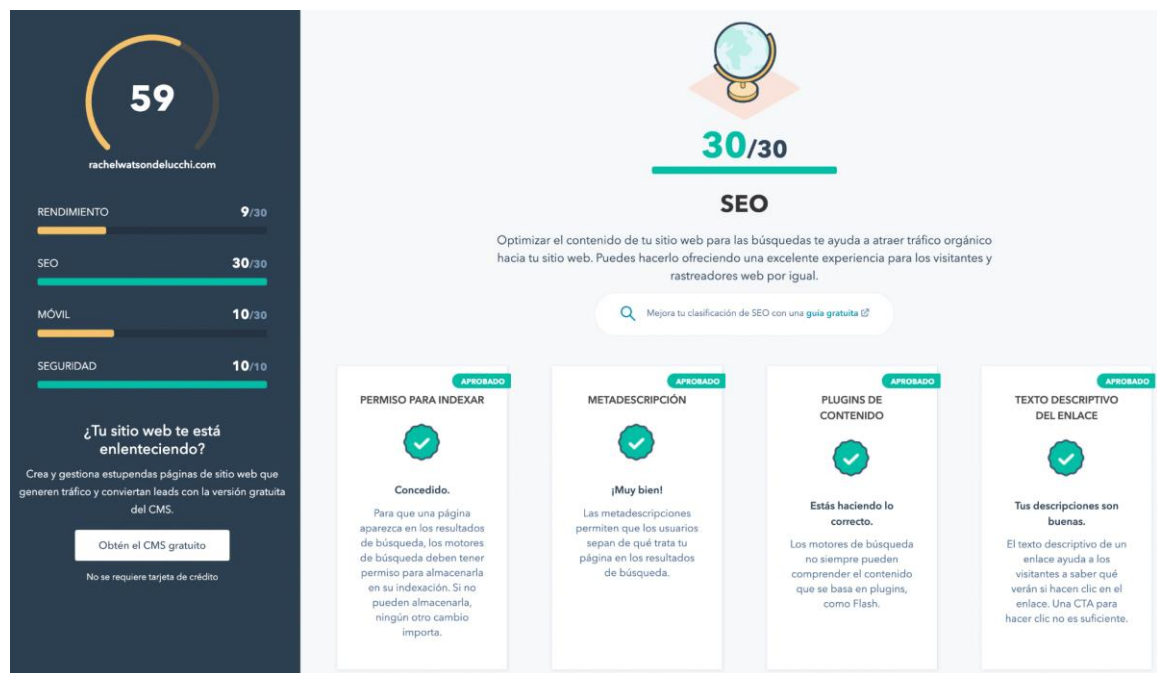 59
rachelwatsondelucchi.com
RENDIMIENTO 9/30
SEO 30/30
MÓVIL 10/30
SEGURIDAD 10/10
¿Tu sitio web te está
enlenteciendo?
Crea y gestiona estupendas páginas de sitio web que
generen tráfico y conviertan leads con la versión gratuita
del CMS.
Obtén el CMS gratuito
No se requiere tarjeta de crédito
30/30
SEO
Optimizar el contenido de tu sitio web para las búsquedas te ayuda a atraer tráfico orgánico
hacia tu sitio web. Puedes hacerlo ofreciendo una excelente experiencia para los visitantes y
rastreadores web por igual.
Mejora tu clasificación de SEO con una guía gratuita
APROBADO
PERMISO PARA INDEXAR
Concedido.
Para que una página
aparezca en los resultados
de búsqueda, los motores
de búsqueda deben tener
permiso para almacenarla
en su indexación. Si no
pueden almacenarla,
ningún otro cambio
importa.
APROBADO
METADESCRIPCIÓN
¡Muy bien!
Las metadescripciones
permiten que los usuarios
sepan de qué trata tu
página en los resultados
de búsqueda.
APROBADO
PLUGINS DE
CONTENIDO
Estás haciendo lo
correcto.
Los motores de búsqueda
no siempre pueden
comprender el contenido
que se basa en plugins,
como Flash.
APROBADO
TEXTO DESCRIPTIVO
DEL ENLACE
Tus descripciones son
buenas.
El texto descriptivo de un
enlace ayuda a los
visitantes a saber qué
verán si hacen clic en el
enlace. Una CTA para
hacer clic no es suficiente.